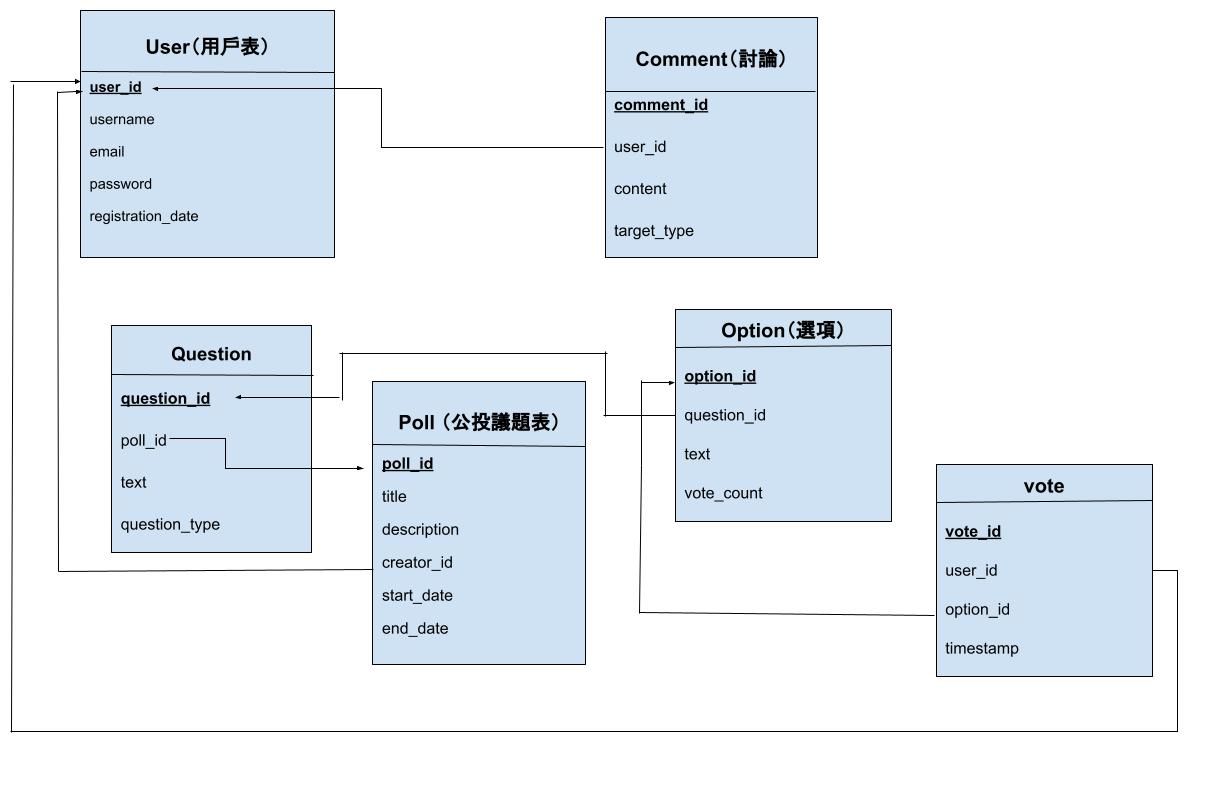 User(用戶表)
user_id
username
email
password
registration_date
Comment(討論)
comment_id
user_id
content
target_type
Question
question_id
poll_id
text
question_type
Poll (公投議題表)
poll_id
title
description
creator_id
start_date
end_date
Option(選項)
option_id
question_id
text
vote_count
vote
vote_id
user_id
option_id
timestamp